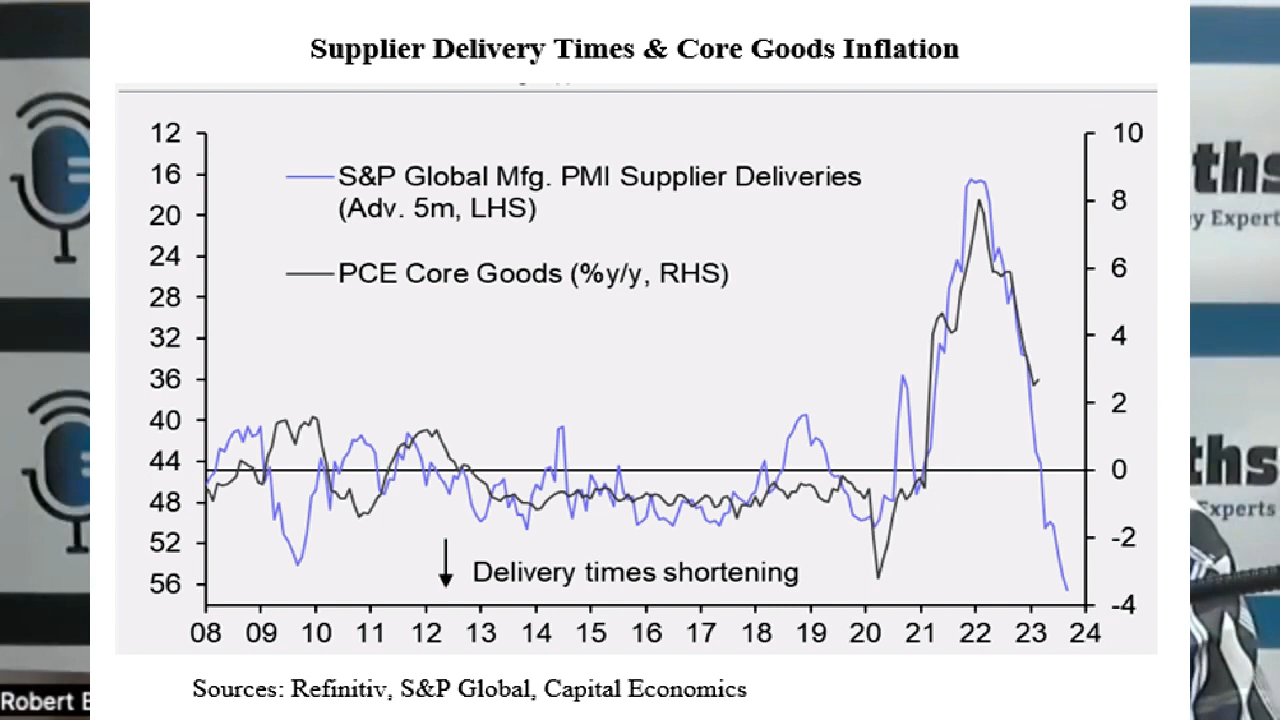 Supplier Delivery Times & Core Goods Inflation
12
16
20
24
28
32
36
40
44
48
52
56
10
8
6
4
2
0
-2
-4
S&P Global Mfg. PMI Supplier Deliveries
(Adv. 5m, LHS)
PCE Core Goods (%y/y, RHS)
Delivery times shortening
08 09 10 11 12 13 14 15 16 17 18 19 20 21 22 23 24
Sources: Refinitiv, S&P Global, Capital Economics
Robert
ths
y Expert
ths
Experts